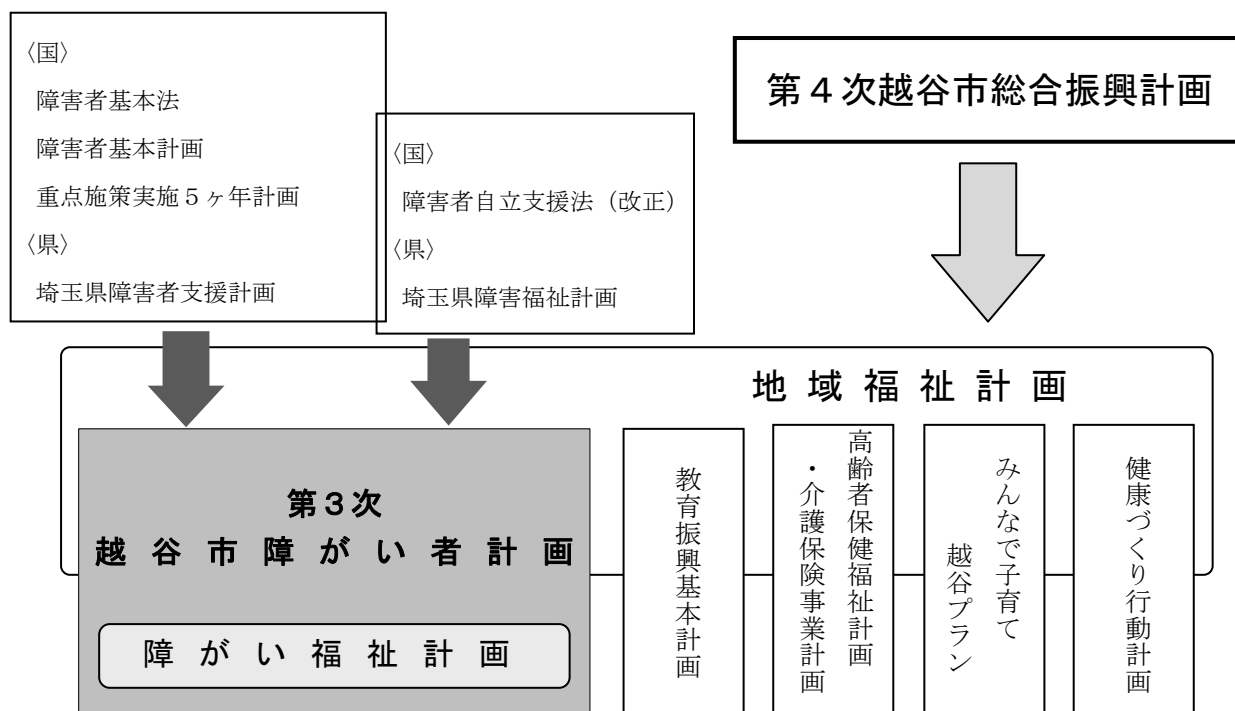 〈国〉
障害者基本法
障害者基本計画
重点施策実施５ヶ年計画
〈県〉
埼玉県障害者支援計画
〈国〉
障害者自立支援法（改正）
〈県〉
埼玉県障害福祉計画
第４次越谷市総合振興計画
地域福祉計画
第３次
越谷市障がい者計画
障がい福祉計画
教育振興基本計画
高齢者保健福祉計画
・介護保険事業計画
みんなで子育て
越谷プラン
健康づくり行動計画